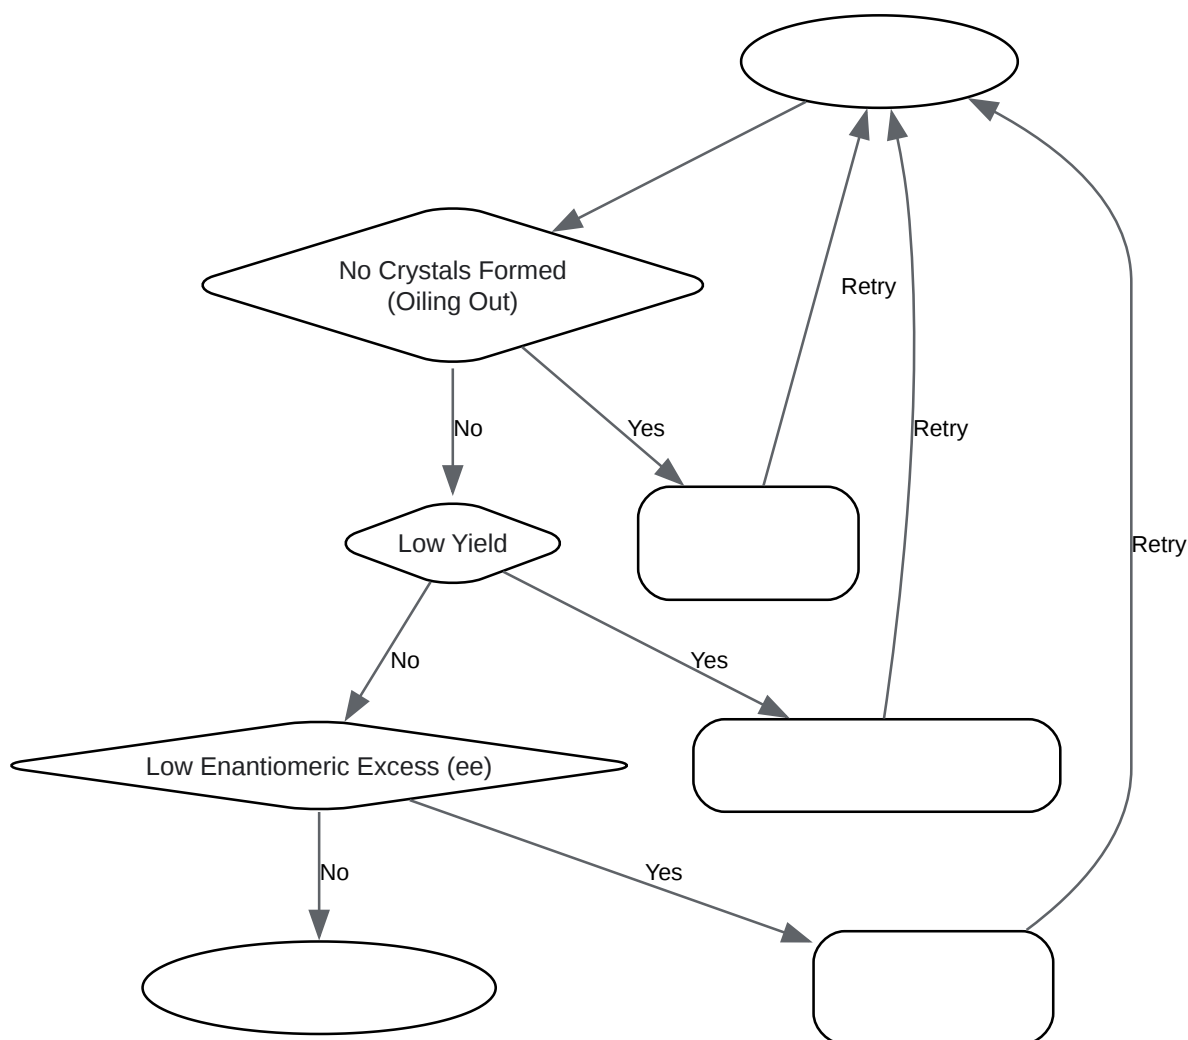 No Crystals Formed
(Oiling Out)
Retry
No
Yes
Retry
Low Yield
Retry
No
Yes
Low Enantiomeric Excess (ee)
No
Yes